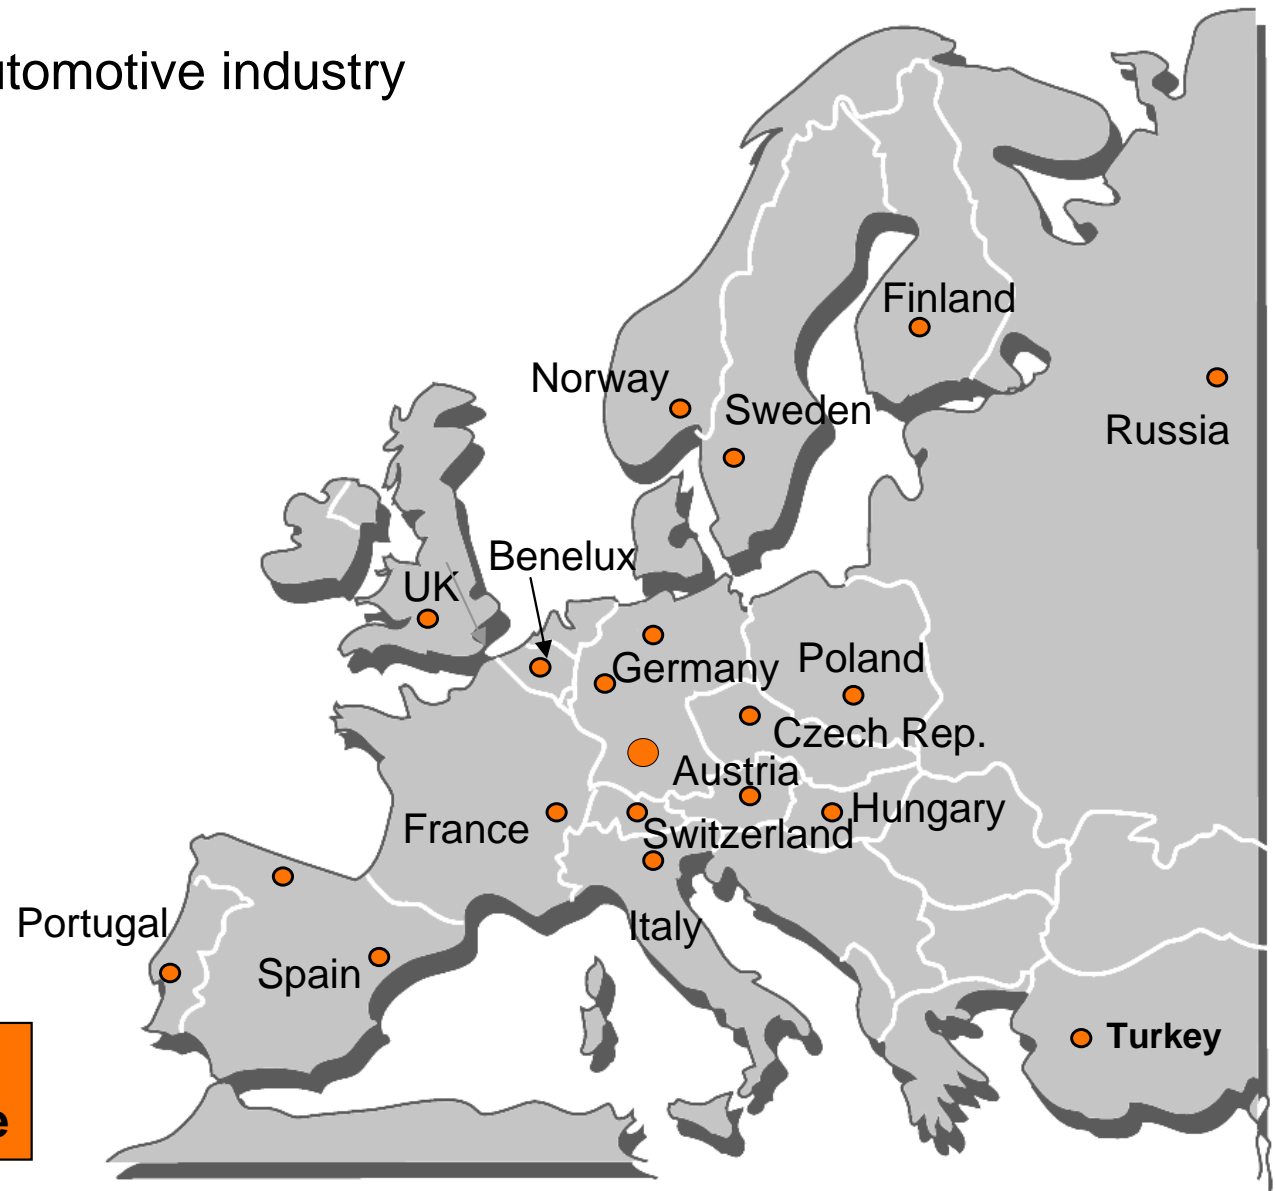 utomotive industry
Finland
Norway
Sweden
Russia
Benelux
UK
Germany
Poland
Czech Rep.
Austria
Hungary
France
Switzerland
Portugal
Italy
Spain
Turkey
e